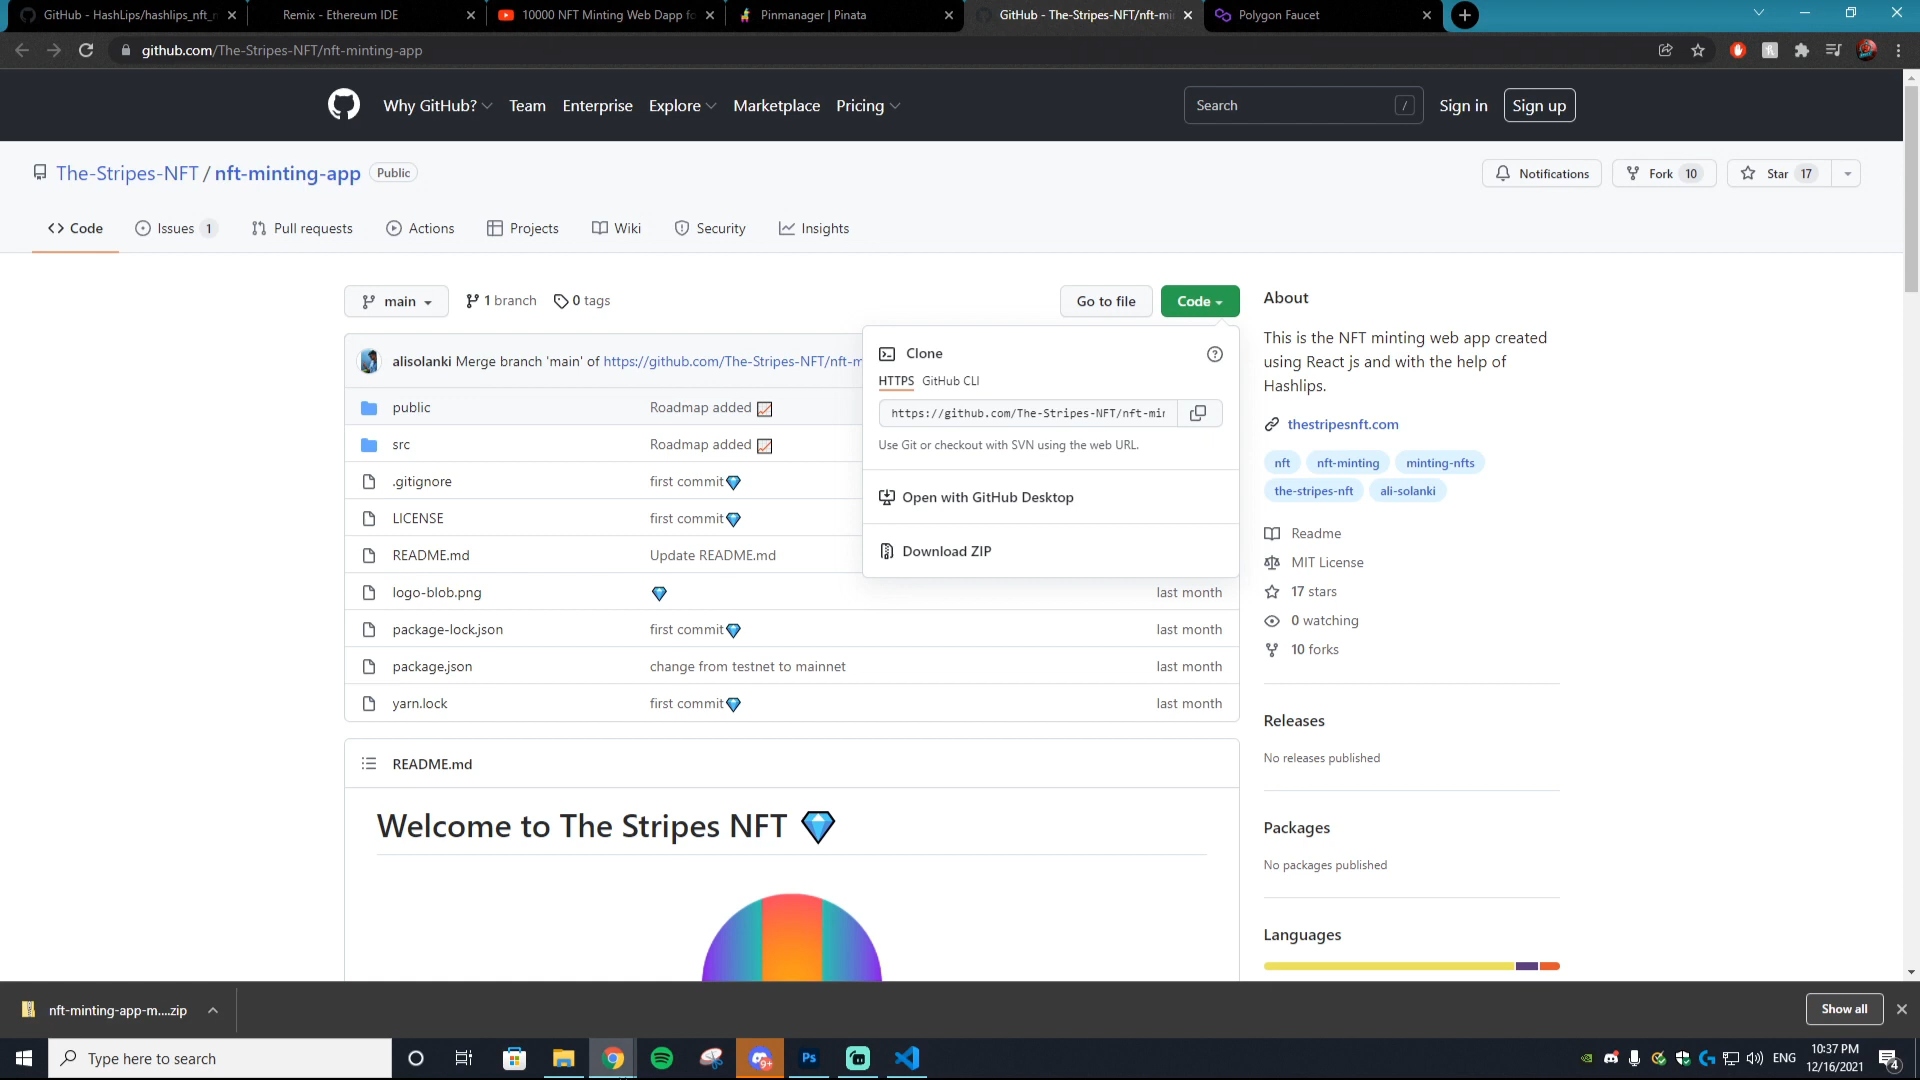 GitHub - HashLips/hashlips_nft_
Remix - Ethereum IDE
10000 NFT Minting Web Dapp fo
Pinmanager | Pinata
GitHub - The-Stripes-NFT/nft-mi
Polygon Faucet
github.com/The-Stripes-NFT/nft-minting-app
Why GitHub?
Team
Enterprise
Explore
Marketplace
Pricing
Search
/
Sign in
Sign up
The-Stripes-NFT / nft-minting-app
Public
Notifications
Fork 10
Star 17
Code
Issues 1
Pull requests
Actions
Projects
Wiki
Security
Insights
main
1 branch
0 tags
Go to file
Code
alisolanki Merge branch 'main' of https://github.com/The-Stripes-NFT/nft-m
public
Roadmap added
src
Roadmap added
.gitignore
first commit
LICENSE
first commit
README.md
Update README.md
logo-blob.png
last month
package-lock.json
first commit
last month
package.json
change from testnet to mainnet
last month
yarn.lock
first commit
last month
Clone
HTTPS
GitHub CLI
https://github.com/The-Stripes-NFT/nft-mi
Use Git or checkout with SVN using the web URL.
Open with GitHub Desktop
Download ZIP
README.md
Welcome to The Stripes NFT
About
This is the NFT minting web app created
using React js and with the help of
Hashlips.
thestripesnft.com
nft
nft-minting
minting-nfts
the-stripes-nft
ali-solanki
Readme
MIT License
17 stars
0 watching
10 forks
Releases
No releases published
Packages
No packages published
Languages
nft-minting-app-m....zip
Show all
Type here to search
9+
Ps
ENG
10:37 PM
12/16/2021
4